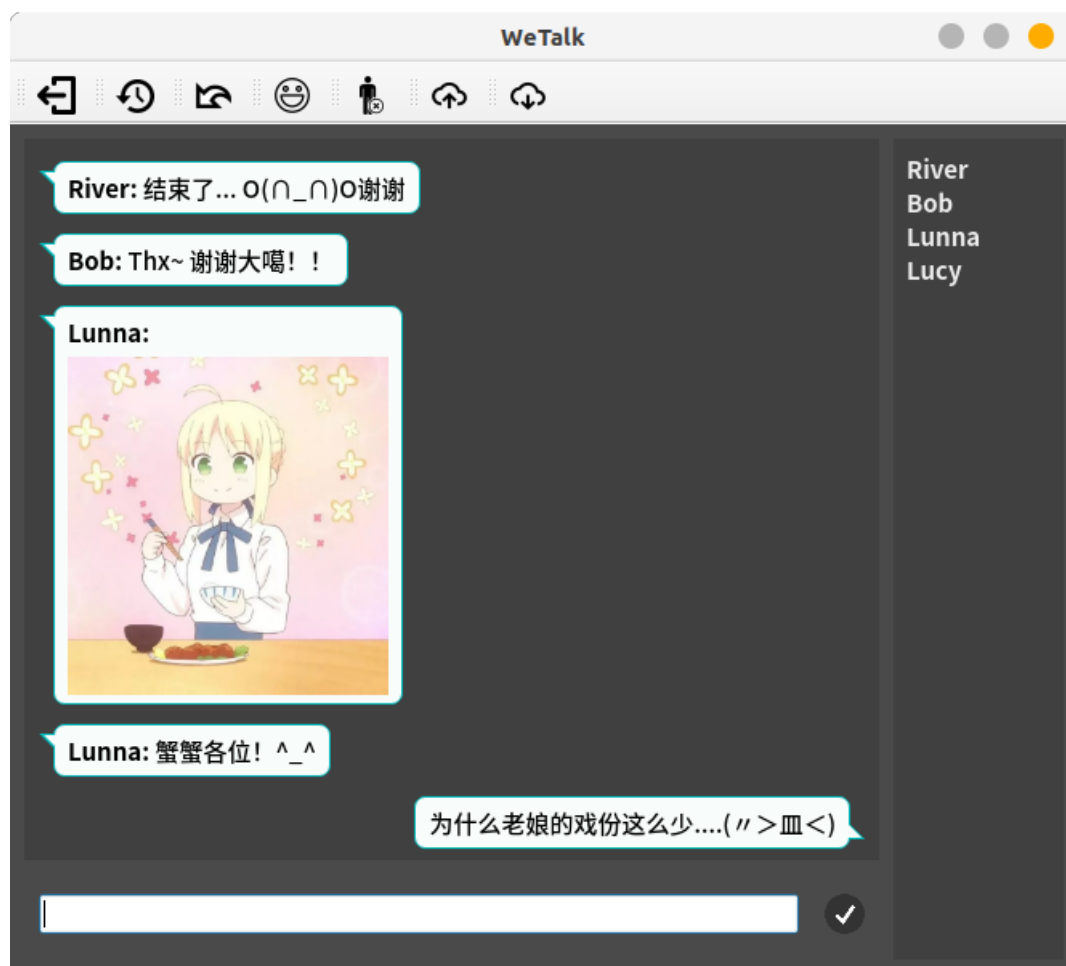 WeTalk
River: 结束了... O(∩_∩)O谢谢
Bob: Thx~ 谢谢大噶！！
Lunna:
Lunna: 蟹蟹各位！^_^
为什么老娘的戏份这么少....(〃＞皿＜)
River
Bob
Lunna
Lucy